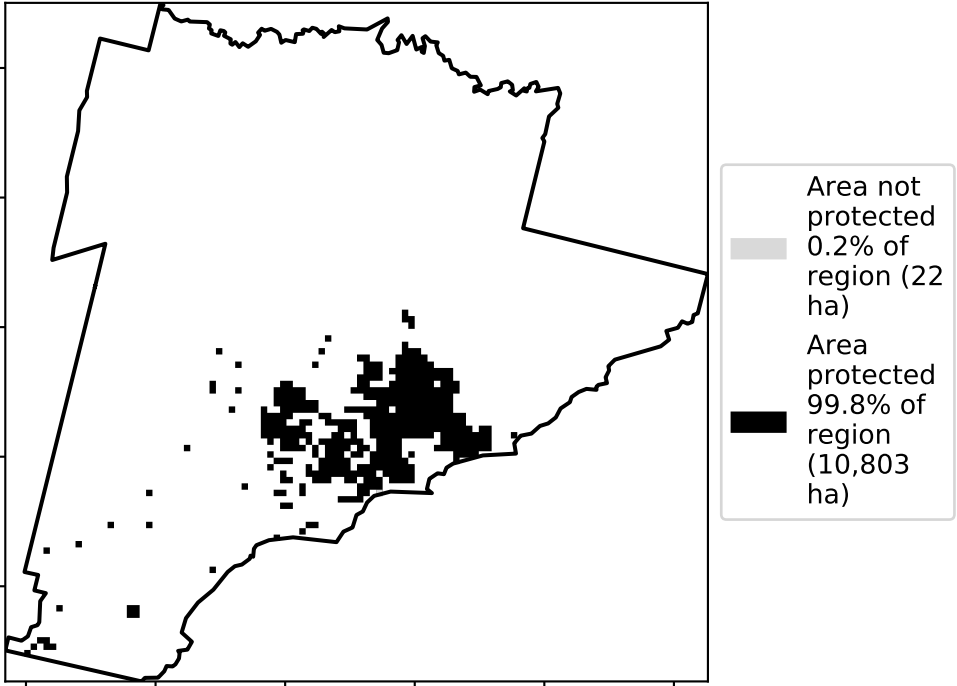 Area not
protected
0.2% of
region (22
ha)
Area
protected
99.8% of
region
(10,803
ha)